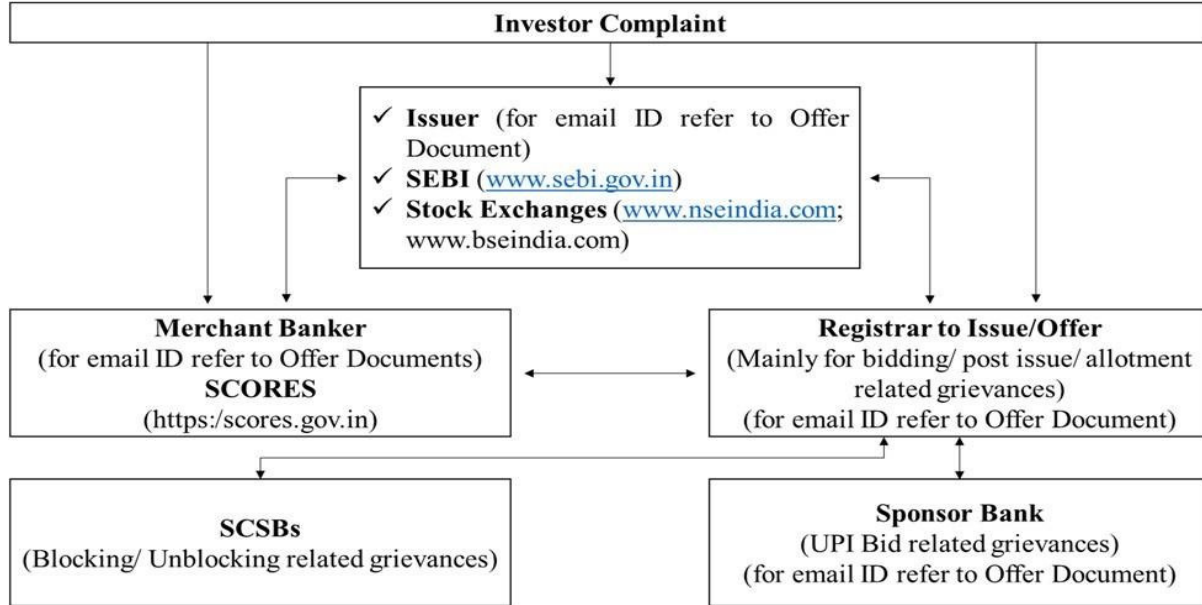 Investor Complaint
✓ Issuer (for email ID refer to Offer
Document)
✓ SEBI (www.sebi.gov.in)
✓ Stock Exchanges (www.nseindia.com;
www.bseindia.com)
Merchant Banker
(for email ID refer to Offer Documents)
SCORES
(https:/scores.gov.in)
Registrar to Issue/Offer
(Mainly for bidding/ post issue/ allotment
related grievances)
(for email ID refer to Offer Document)
SCSBs
(Blocking/ Unblocking related grievances)
Sponsor Bank
(UPI Bid related grievances)
(for email ID refer to Offer Document)